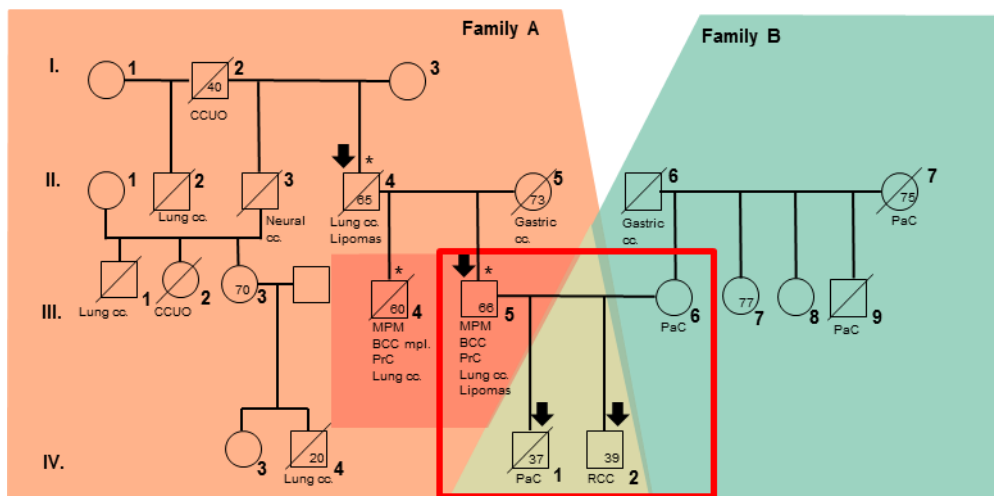 Family A
Family B
I.
1
2
3
40
CCUO
II.
1
2
3
* 4
5
6
7
65
73
75
Lung cc.
Neural
cc.
Lung cc.
Lipomas
Gastric
cc.
Gastric
cc.
PaC
III.
1
2
70
3
* 4
60
* 5
66
6
77
7
8
9
Lung cc.
CCUO
MPM
BCC mpl.
PrC
Lung cc.
MPM
BCC
PrC
Lung cc.
Lipomas
PaC
PaC
IV.
3
20
4
37
1
39
2
Lung cc.
PaC
RCC